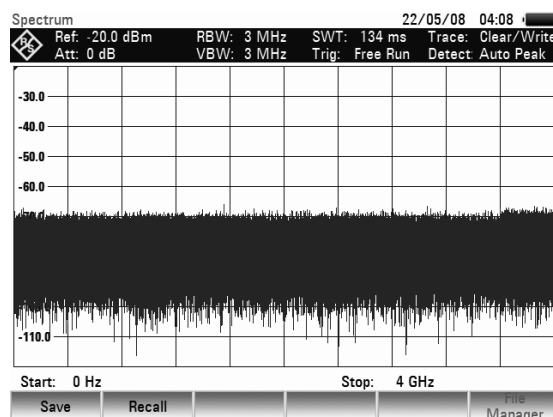 Spectrum 22/05/08 04:08
Ref: -20.0 dBm RBW: 3 MHz SWT: 134 ms Trace: Clear/Write
Att: 0 dB VBW: 3 MHz Trig: Free Run Detect: Auto Peak
-30.0
-40.0
-50.0
-60.0
-110.0
Start: 0 Hz Stop: 4 GHz
Save Recall File Manager